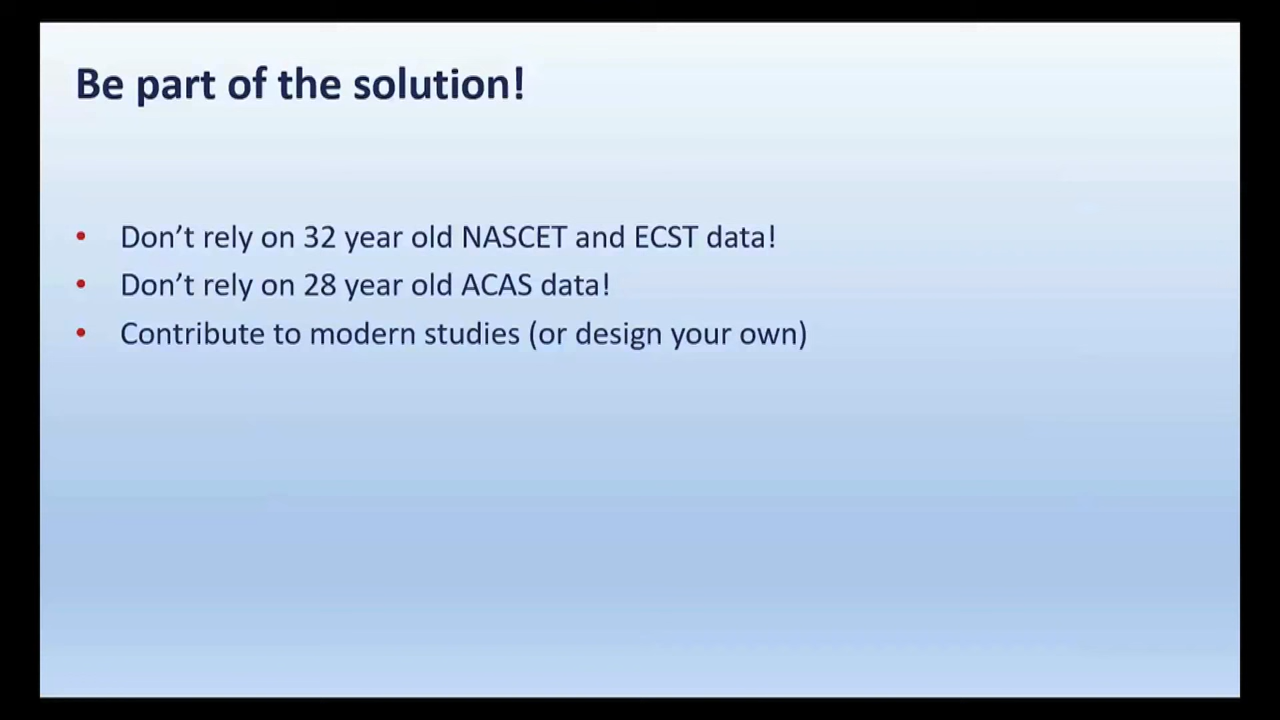 Be part of the solution!
• Don’t rely on 32 year old NASCET and ECST data!
• Don’t rely on 28 year old ACAS data!
• Contribute to modern studies (or design your own)